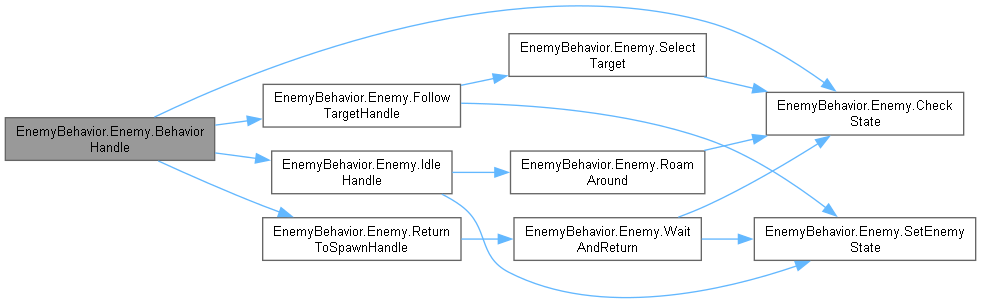 EnemyBehavior.Enemy.Behavior
Handle
EnemyBehavior.Enemy.Follow
TargetHandle
EnemyBehavior.Enemy.Idle
Handle
EnemyBehavior.Enemy.Return
ToSpawnHandle
EnemyBehavior.Enemy.Select
Target
EnemyBehavior.Enemy.Roam
Around
EnemyBehavior.Enemy.Wait
AndReturn
EnemyBehavior.Enemy.Check
State
EnemyBehavior.Enemy.SetEnemy
State